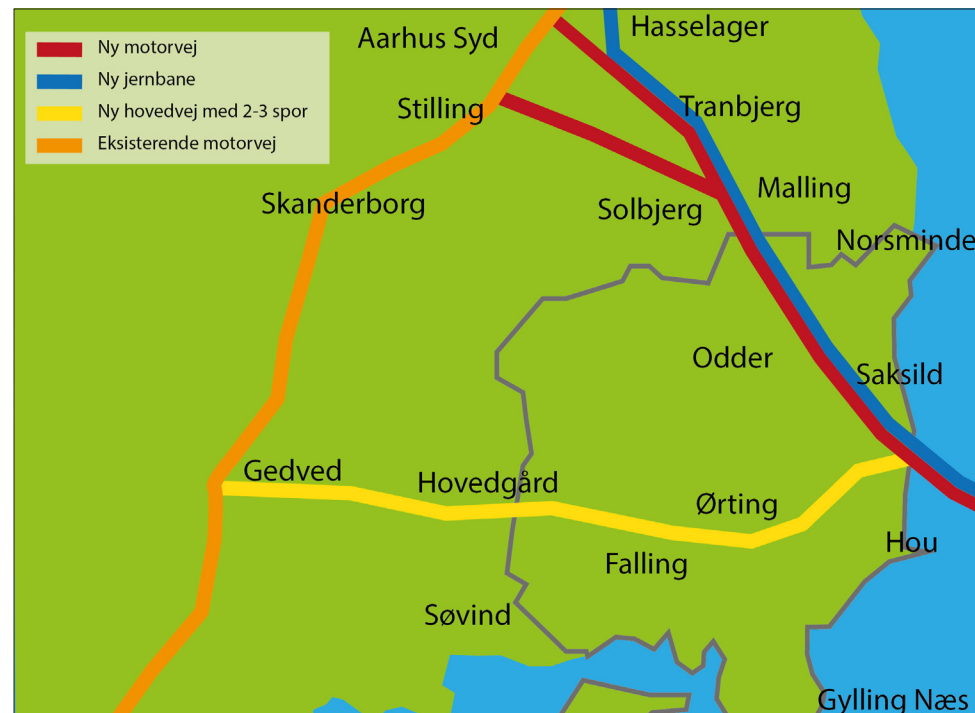 Ny motorvej
Ny jernbane
Ny hovedvej med 2-3 spor
Eksisterende motorvej
Hasselager
Aarhus Syd
Stilling
Tranbjerg
Malling
Skanderborg
Solbjerg
Norsminde
Odder
Saksild
Gedved
Hovedgård
Ørting
Hou
Falling
Søvind
Gylling Næs